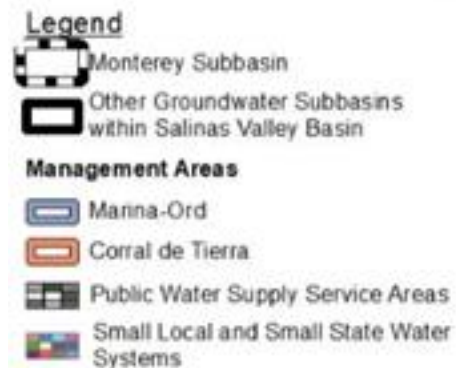 Legend
Monterey Subbasin
Other Groundwater Subbasins
within Salinas Valley Basin
Management Areas
Marina-Ord
Corral de Tierra
Public Water Supply Service Areas
Small Local and Small State Water
Systems